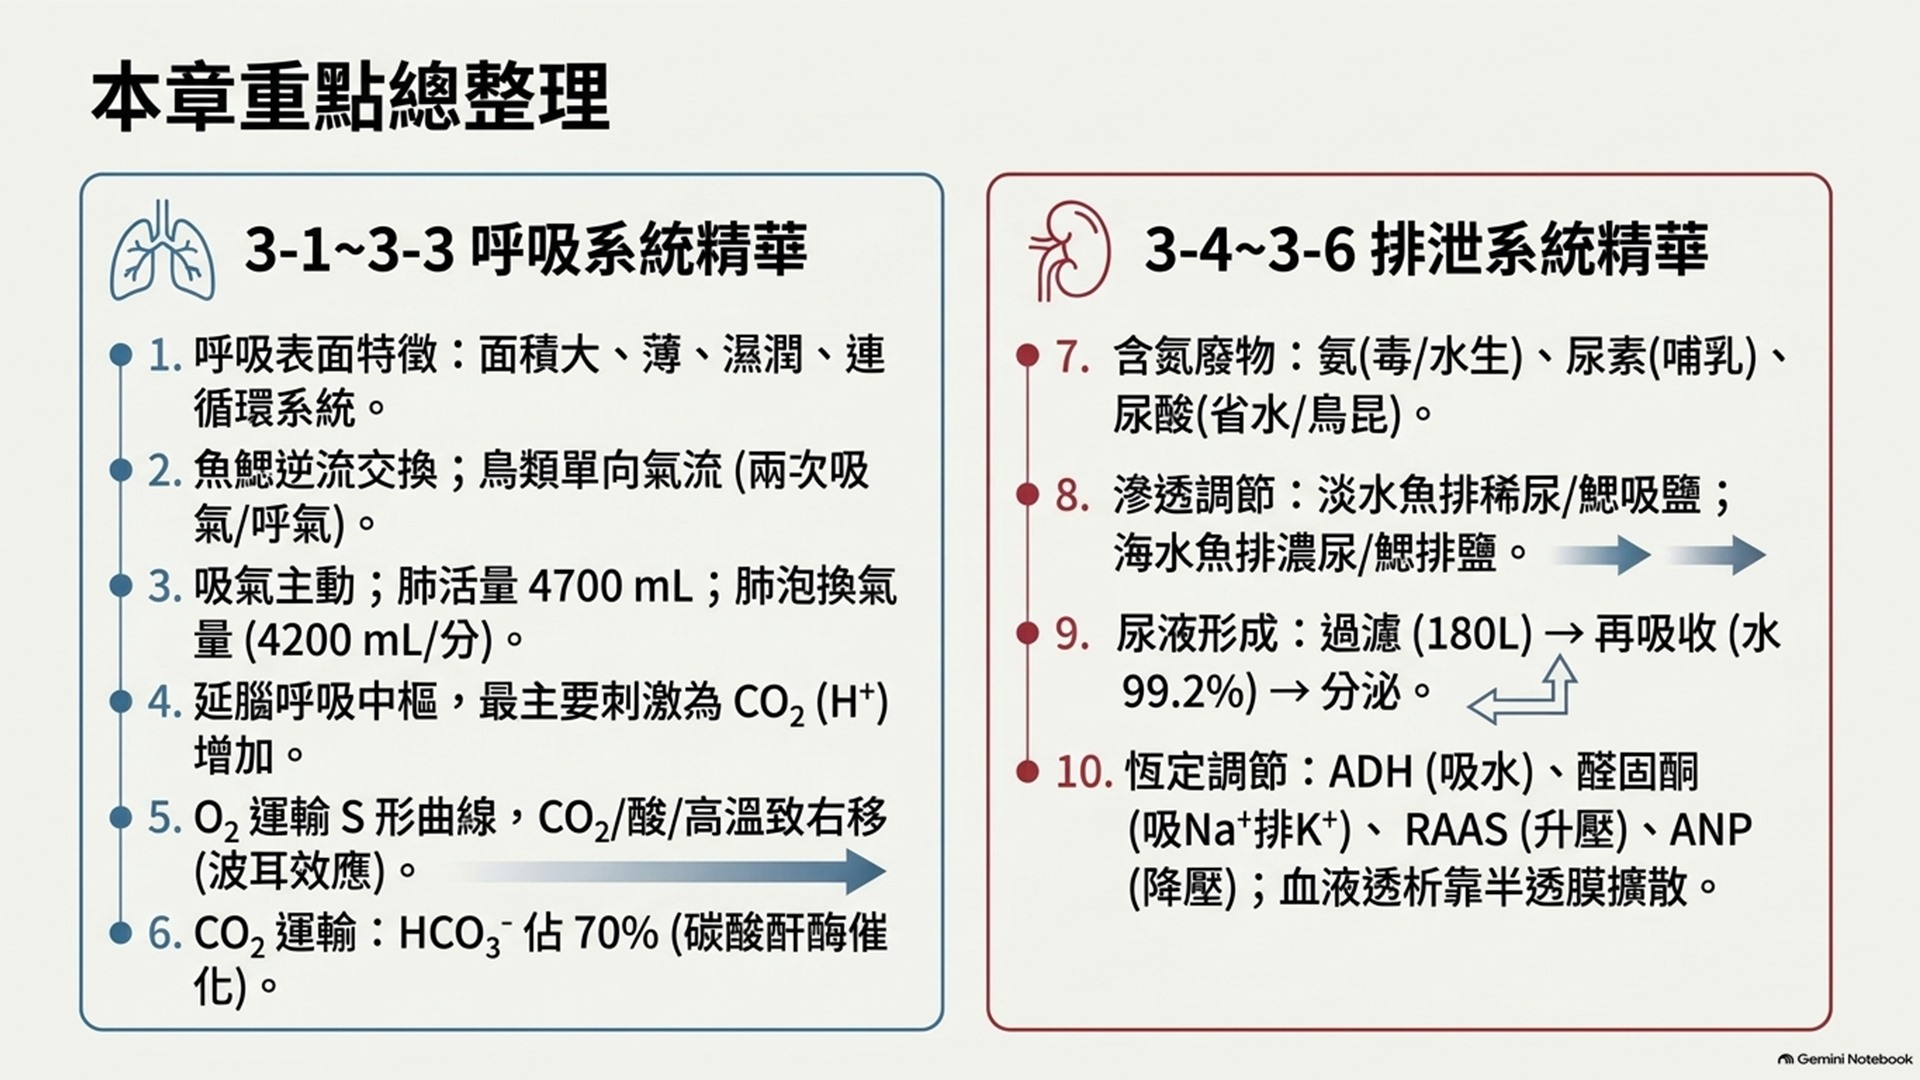 本章重點總整理
3-1~3-3 呼吸系統精華
1. 呼吸表面特徵：面積大、薄、濕潤、連
循環系統。
2. 魚鰓逆流交換；鳥類單向氣流 (兩次吸
氣/呼氣)。
3. 吸氣主動；肺活量 4700 mL；肺泡換氣
量 (4200 mL/分)。
4. 延腦呼吸中樞，最主要刺激為 CO₂ (H⁺)
增加。
5. O₂ 運輸 S 形曲線，CO₂/酸/高溫致右移
(波耳效應)。
6. CO₂ 運輸：HCO₃⁻ 佔 70% (碳酸酐酶催
化)。
3-4~3-6 排泄系統精華
7. 含氮廢物：氨(毒/水生)、尿素(哺乳)、
尿酸(省水/鳥昆)。
8. 滲透調節：淡水魚排稀尿/鰓吸鹽；
海水魚排濃尿/鰓排鹽。
9. 尿液形成：過濾 (180L) → 再吸收 (水
99.2%) → 分泌。
10. 恆定調節：ADH (吸水)、醛固酮
(吸Na⁺排K⁺)、 RAAS (升壓)、ANP
(降壓)；血液透析靠半透膜擴散。
Gemini Notebook